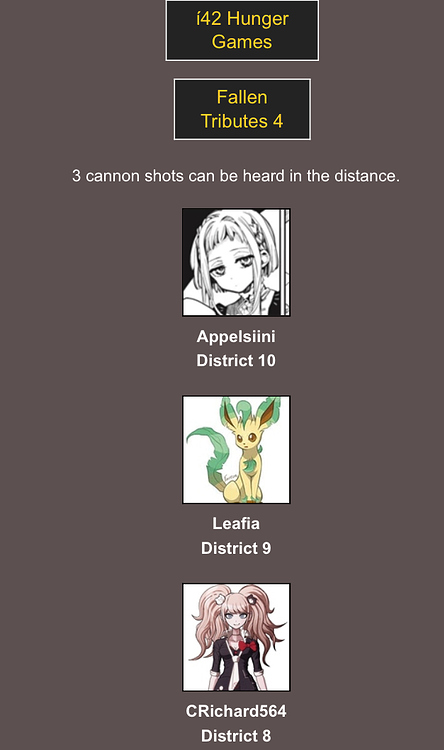 í42 Hunger
Games
Fallen
Tributes 4
3 cannon shots can be heard in the distance.
Appelsiini
District 10
Leafia
District 9
CRichard564
District 8